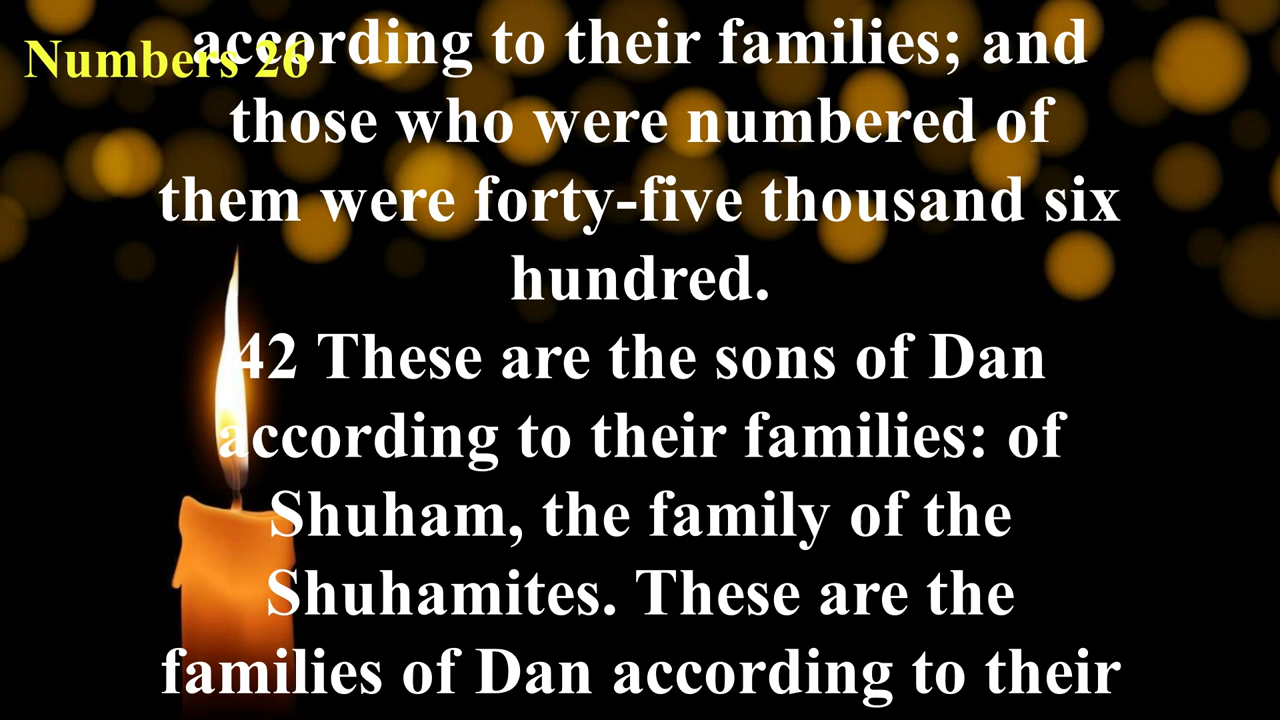 Numbers 26
according to their families; and
those who were numbered of
them were forty-five thousand six
hundred.
42 These are the sons of Dan
according to their families: of
Shuham, the family of the
Shuhamites. These are the
families of Dan according to their